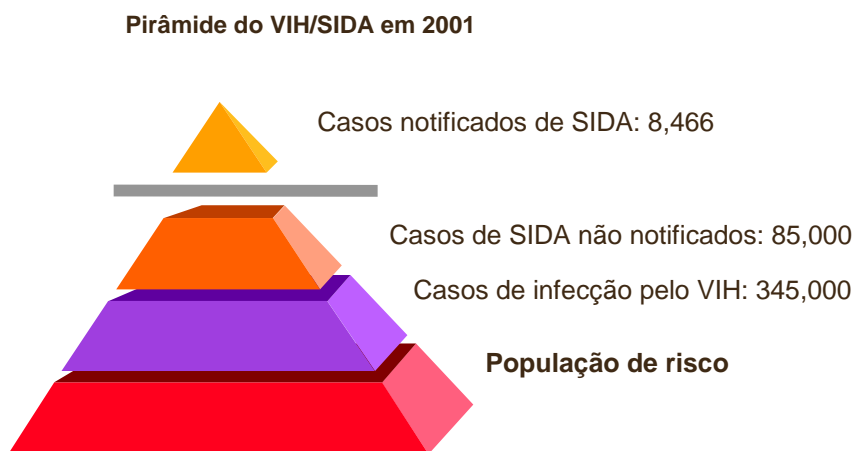 Pirâmide do VIH/SIDA em 2001
Casos notificados de SIDA: 8,466
Casos de SIDA não notificados: 85,000
Casos de infecção pelo VIH: 345,000
População de risco